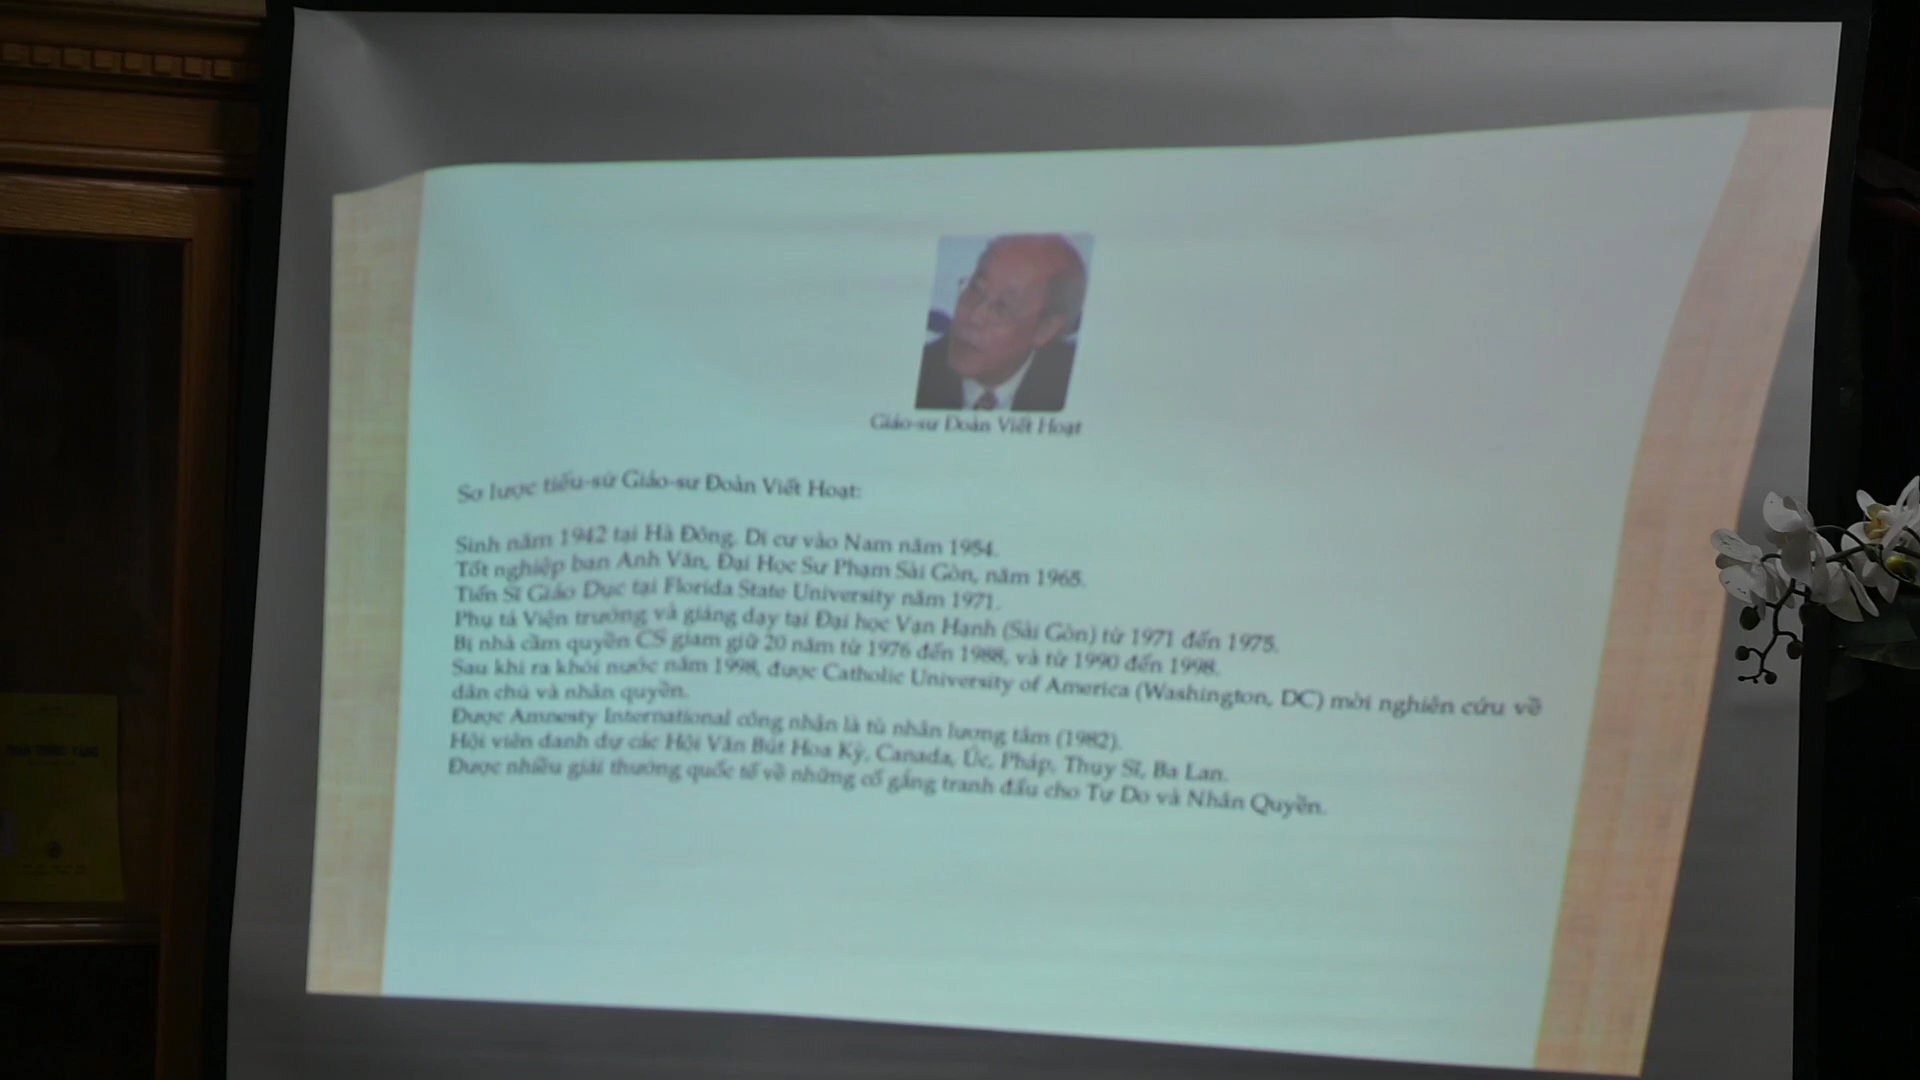 Giáo-sư Đoàn Viết Hoạt
Sơ lược tiểu-sử Giáo-sư Đoàn Viết Hoạt:
Sinh năm 1942 tại Hà Đông. Di cư vào Nam năm 1954.
Tốt nghiệp ban Anh Văn, Đại Học Sư Phạm Sài Gòn, năm 1965.
Tiến Sĩ Giáo Dục tại Florida State University năm 1971.
Phụ tá Viện trưởng và giảng dạy tại Đại học Vạn Hạnh (Sài Gòn) từ 1971 đến 1975.
Bị nhà cầm quyền CS giam giữ 20 năm từ 1976 đến 1988, và từ 1990 đến 1998.
Sau khi ra khỏi nước năm 1998, được Catholic University of America (Washington, DC) mời nghiên cứu về
dân chủ và nhân quyền.
Được Amnesty International công nhận là tù nhân lương tâm (1982).
Hội viên danh dự các Hội Văn Bút Hoa Kỳ, Canada, Úc, Pháp, Thuỵ Sĩ, Ba Lan.
Được nhiều giải thưởng quốc tế về những cố gắng tranh đấu cho Tự Do và Nhân Quyền.